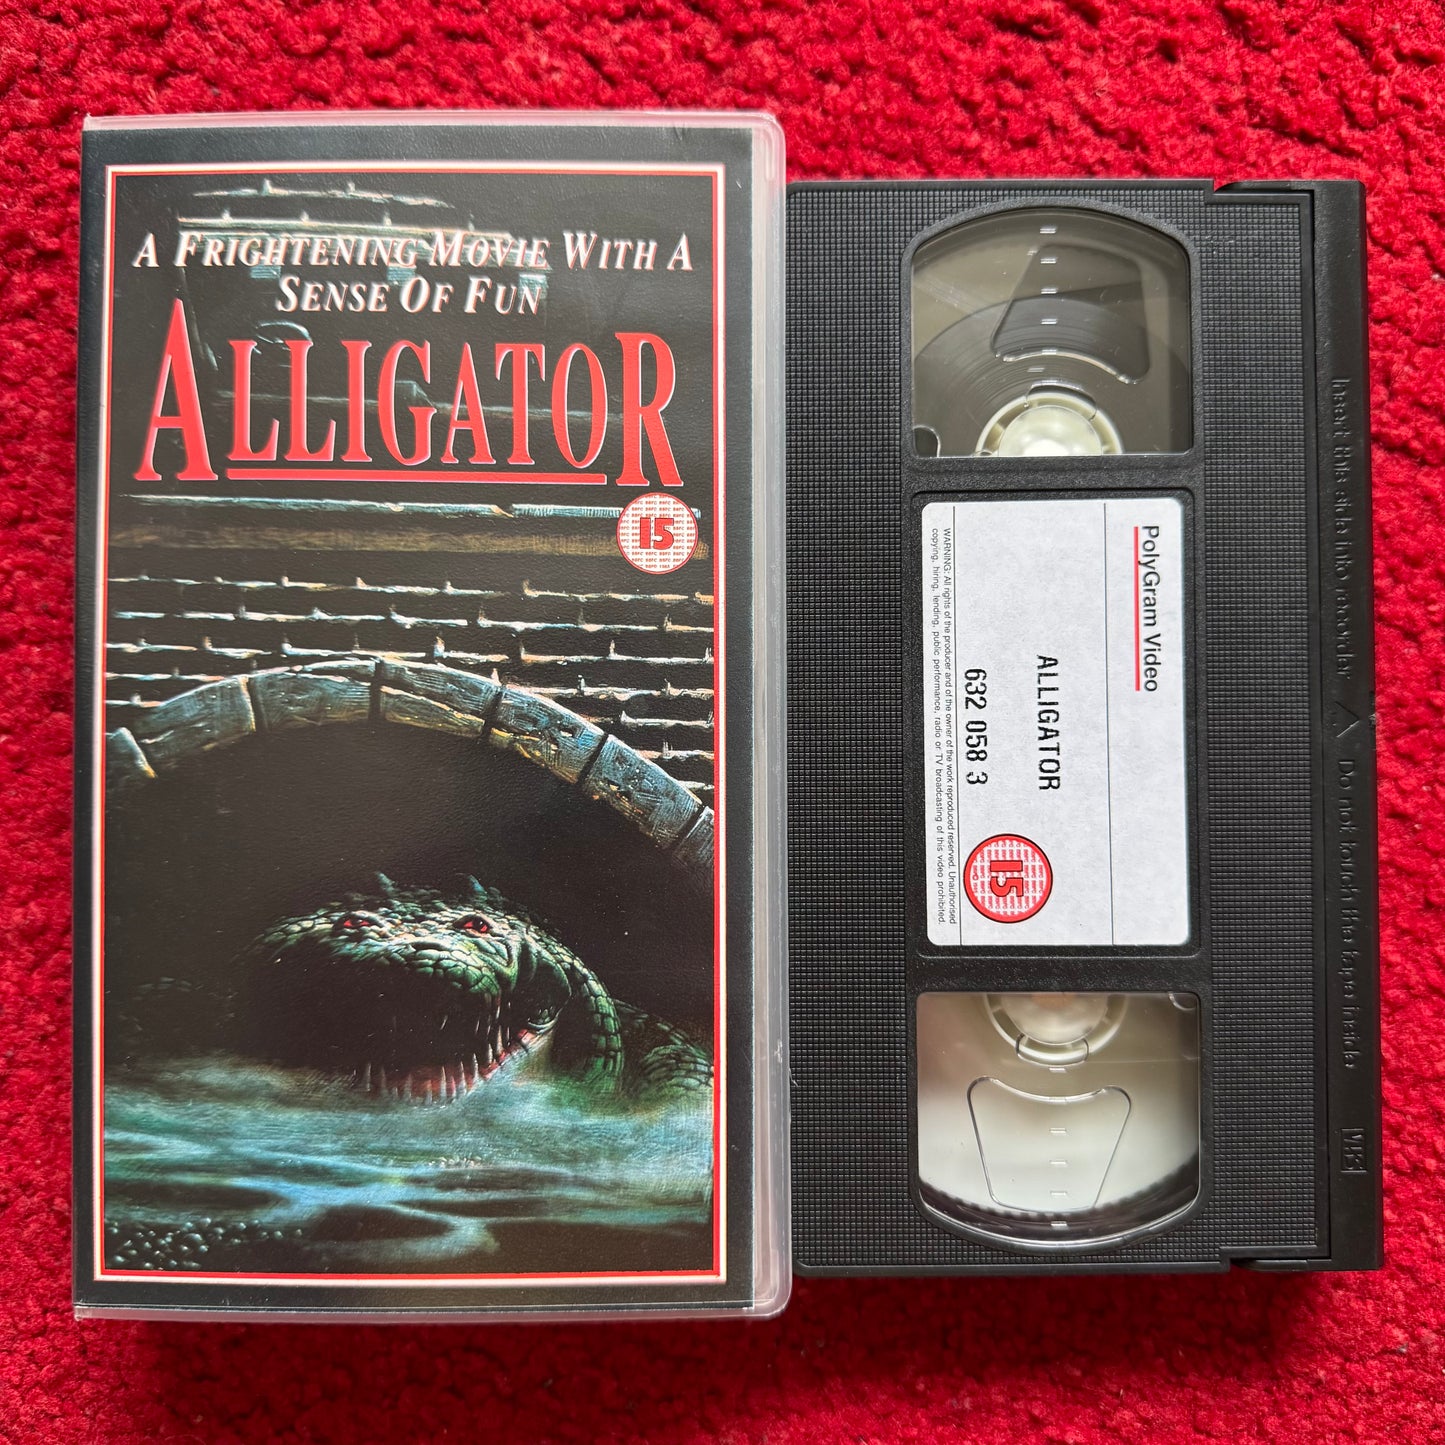 A Frightening Movie With A
Sense Of Fun
Alligator
15
PolyGram Video
ALLIGATOR
632 058 3
15
WARNING: All rights of the producer and of the owner of the work reproduced reserved. Unauthorised
copying, hiring, lending, public performance, radio or TV broadcasting of this video prohibited.
Insert this side into recorder △ Do not touch the tape inside
VHS